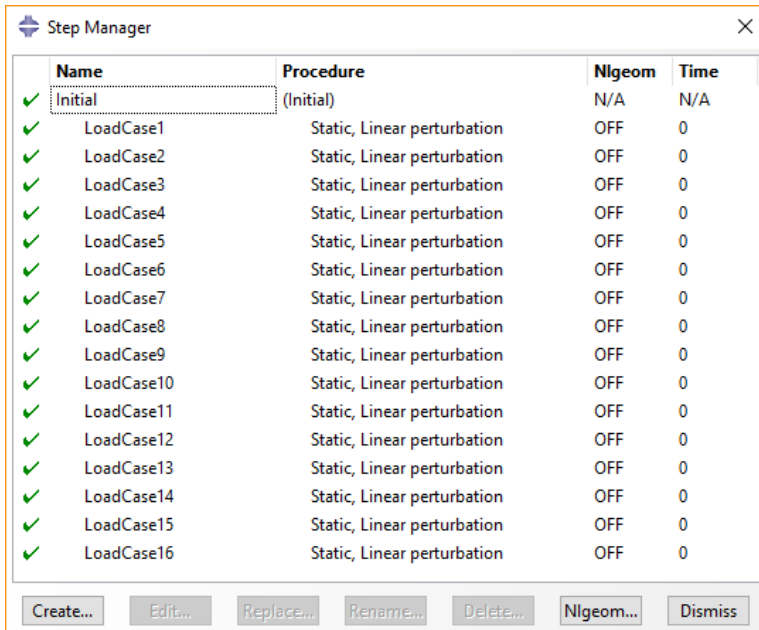 Step Manager
Name Procedure Nlgeom Time
Initial (Initial) N/A N/A
LoadCase1 Static, Linear perturbation OFF 0
LoadCase2 Static, Linear perturbation OFF 0
LoadCase3 Static, Linear perturbation OFF 0
LoadCase4 Static, Linear perturbation OFF 0
LoadCase5 Static, Linear perturbation OFF 0
LoadCase6 Static, Linear perturbation OFF 0
LoadCase7 Static, Linear perturbation OFF 0
LoadCase8 Static, Linear perturbation OFF 0
LoadCase9 Static, Linear perturbation OFF 0
LoadCase10 Static, Linear perturbation OFF 0
LoadCase11 Static, Linear perturbation OFF 0
LoadCase12 Static, Linear perturbation OFF 0
LoadCase13 Static, Linear perturbation OFF 0
LoadCase14 Static, Linear perturbation OFF 0
LoadCase15 Static, Linear perturbation OFF 0
LoadCase16 Static, Linear perturbation OFF 0
Create... Edit... Replace... Rename... Delete... Nlgeom... Dismiss